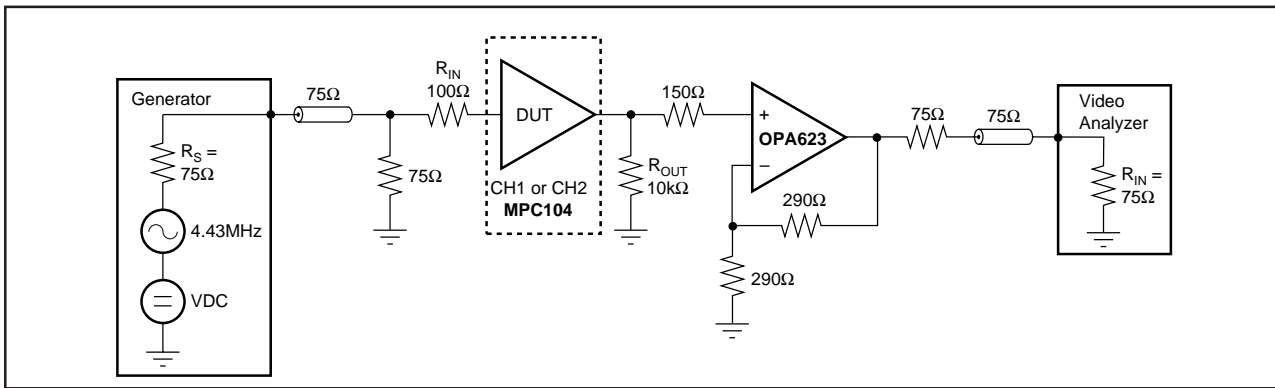 Generator
R_S =
75Ω
4.43MHz
VDC
75Ω
75Ω
R_IN
100Ω
DUT
CH1 or CH2
MPC104
R_OUT
10kΩ
150Ω
+
−
OPA623
290Ω
290Ω
75Ω
75Ω
Video
Analyzer
R_IN =
75Ω